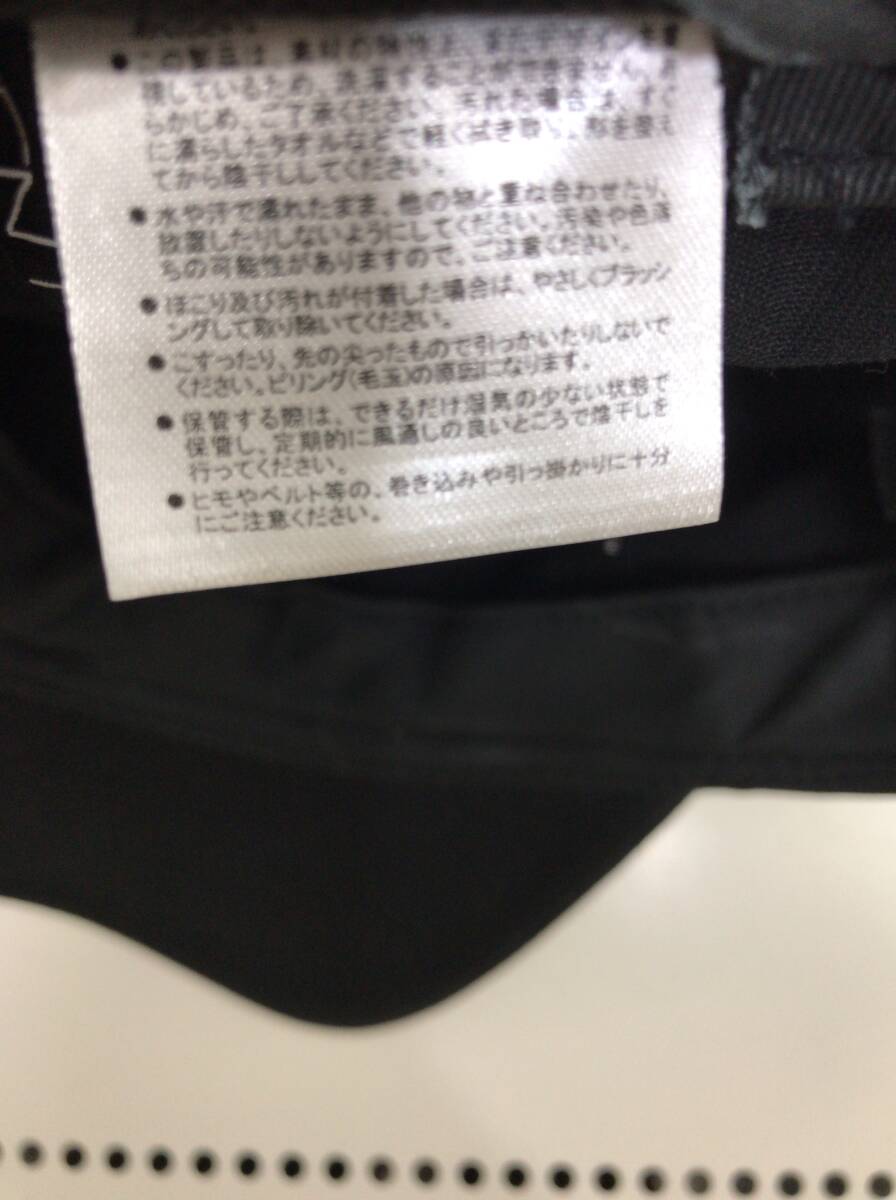 ●この製品は、素材の特性上、またデザインを重
視しているため、洗濯することができません。あ
らかじめ、ご了承ください。汚れた場合は、すぐ
に濡らしたタオルなどで軽く拭き取り、形を整え
てから陰干ししてください。
●水や汗で濡れたまま、他の物と重ね合わせたり、
放置したりしないようにしてください。汚染や色落
ちの可能性がありますので、ご注意ください。
●ほこり及び汚れが付着した場合は、やさしくブラッシ
ングして取り除いてください。
●こすったり、先の尖ったもので引っかいたりしないで
ください。ピリング(毛玉)の原因になります。
●保管する際は、できるだけ湿気の少ない状態で
保管し、定期的に風通しの良いところで陰干しを
行ってください。
●ヒモやベルト等の、巻き込みや引っ掛かりに十分
にご注意ください。